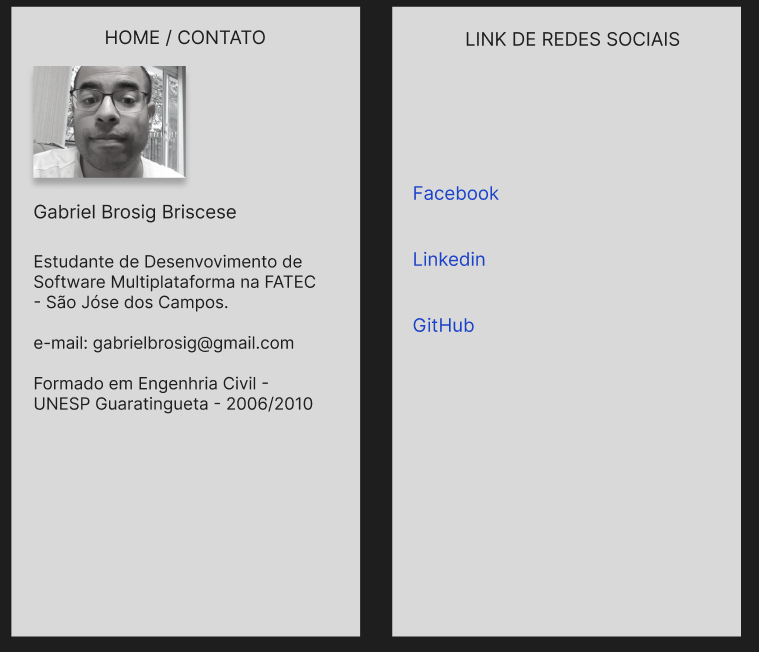 HOME / CONTATO
Gabriel Brosig Briscese
Estudante de Desenvovimento de
Software Multiplataforma na FATEC
- São Jóse dos Campos.
e-mail: gabrielbrosig@gmail.com
Formado em Engenhria Civil -
UNESP Guaratingueta - 2006/2010
LINK DE REDES SOCIAIS
Facebook
Linkedin
GitHub